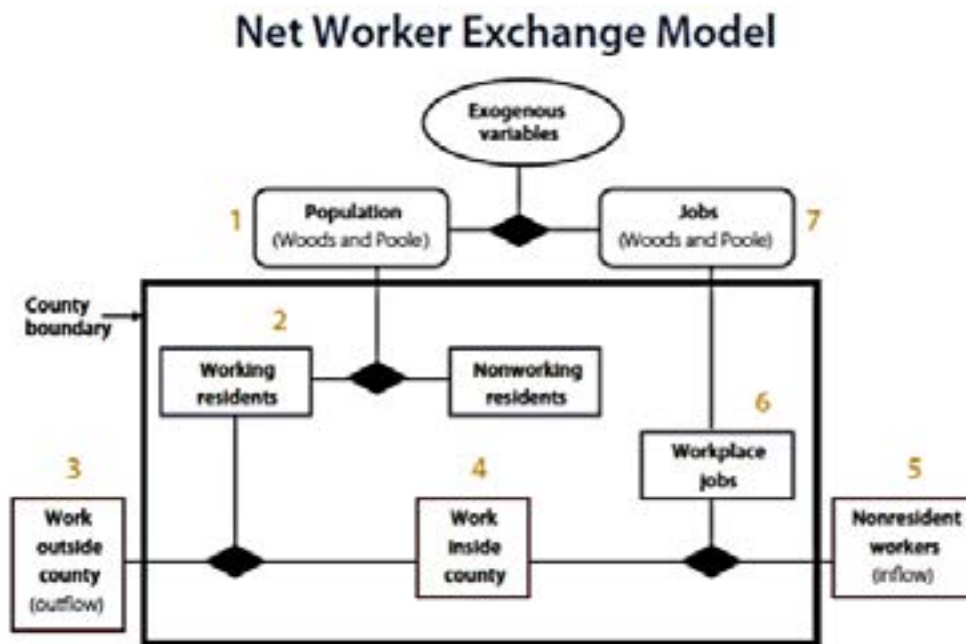 Net Worker Exchange Model
Exogenous
variables
1
Population
(Woods and Poole)
Jobs
(Woods and Poole)
7
County
boundary
2
Working
residents
Nonworking
residents
6
Workplace
jobs
3
Work
outside
county
(outflow)
4
Work
inside
county
5
Nonresident
workers
(inflow)